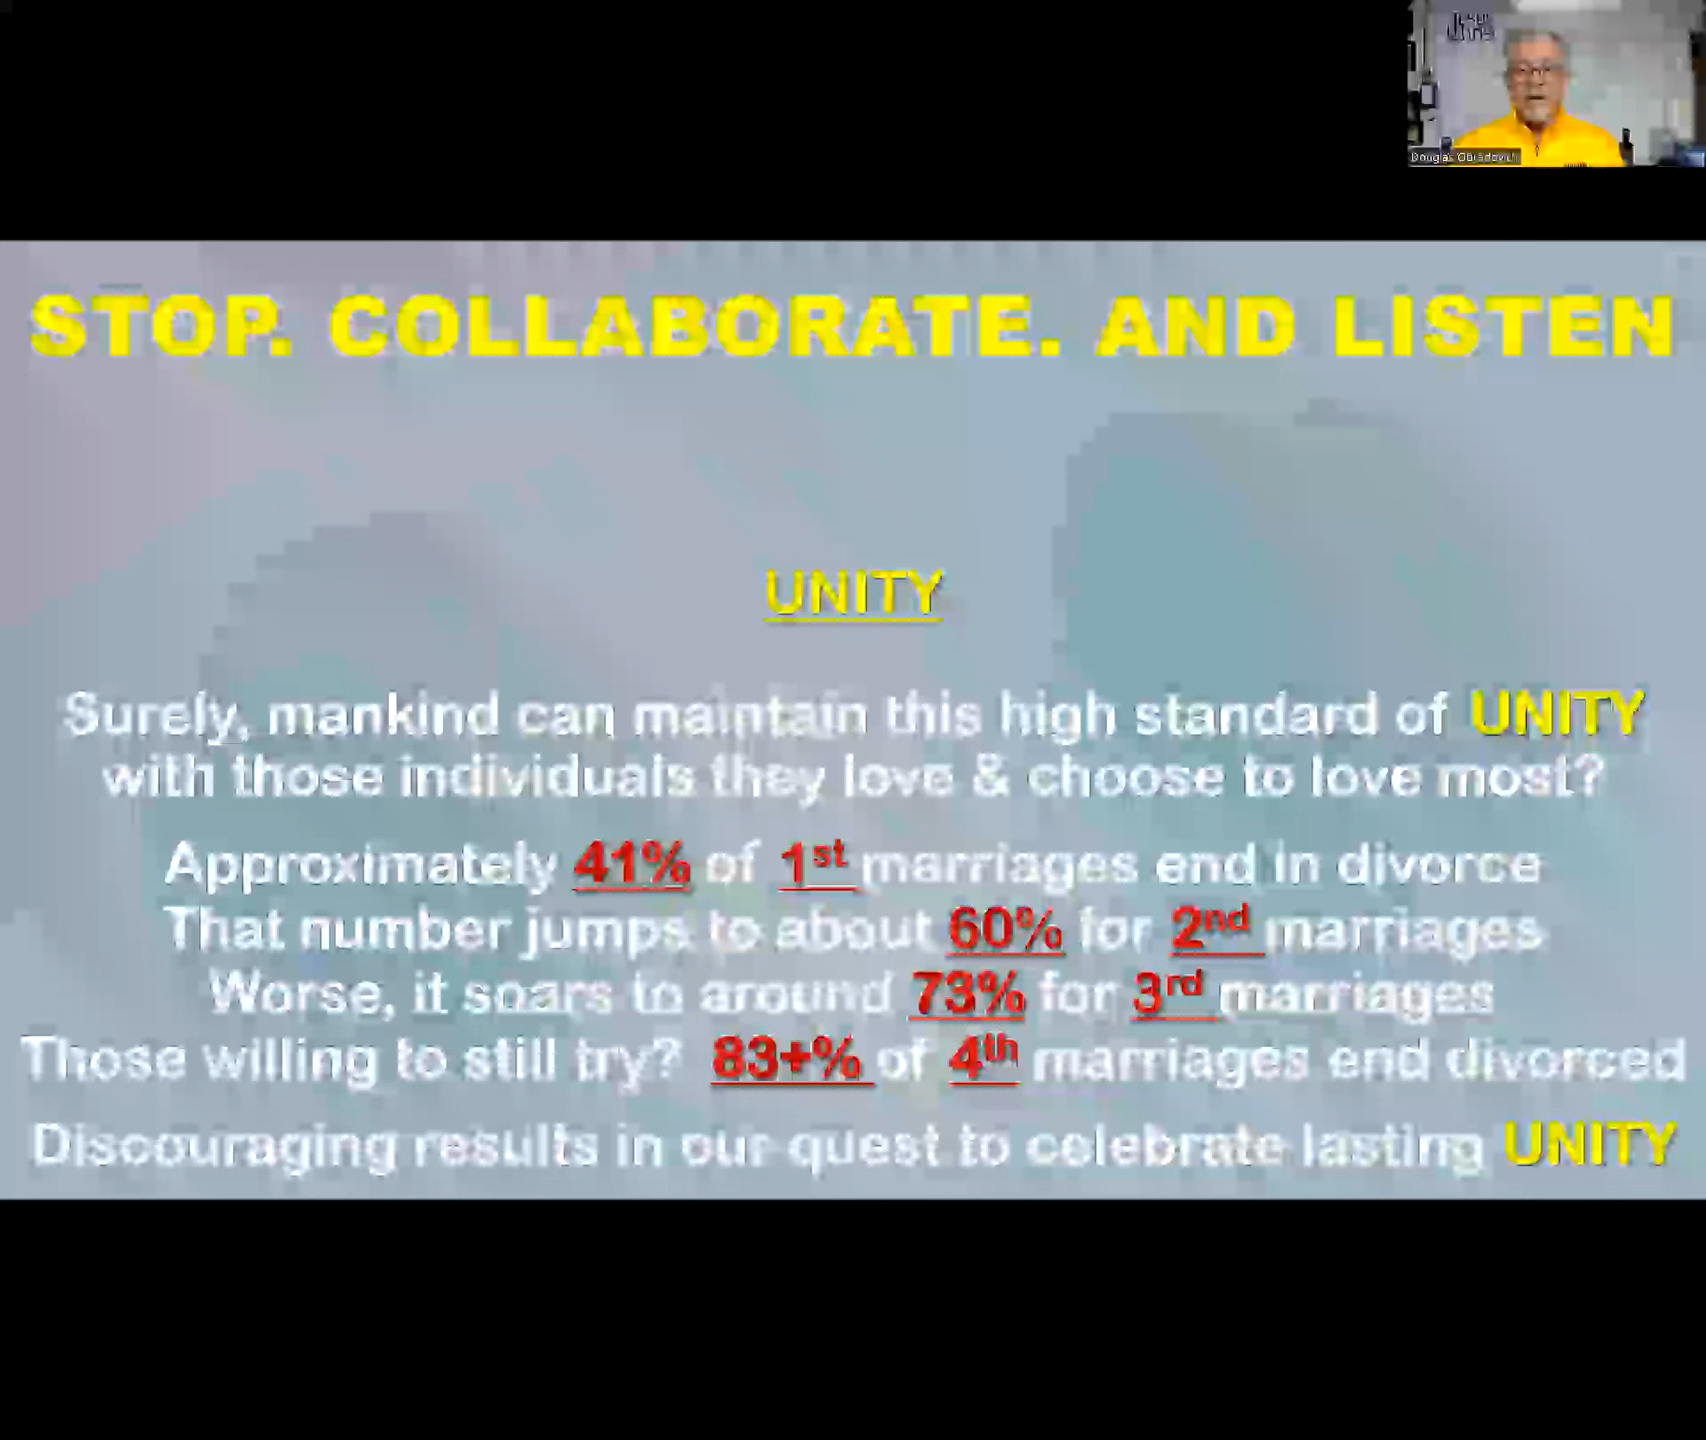 Douglas Obradovich
STOP. COLLABORATE. AND LISTEN
UNITY
Surely, mankind can maintain this high standard of UNITY
with those individuals they love & choose to love most?
Approximately 41% of 1st marriages end in divorce
That number jumps to about 60% for 2nd marriages
Worse, it soars to around 73% for 3rd marriages
Those willing to still try? 83+% of 4th marriages end divorced
Discouraging results in our quest to celebrate lasting UNITY